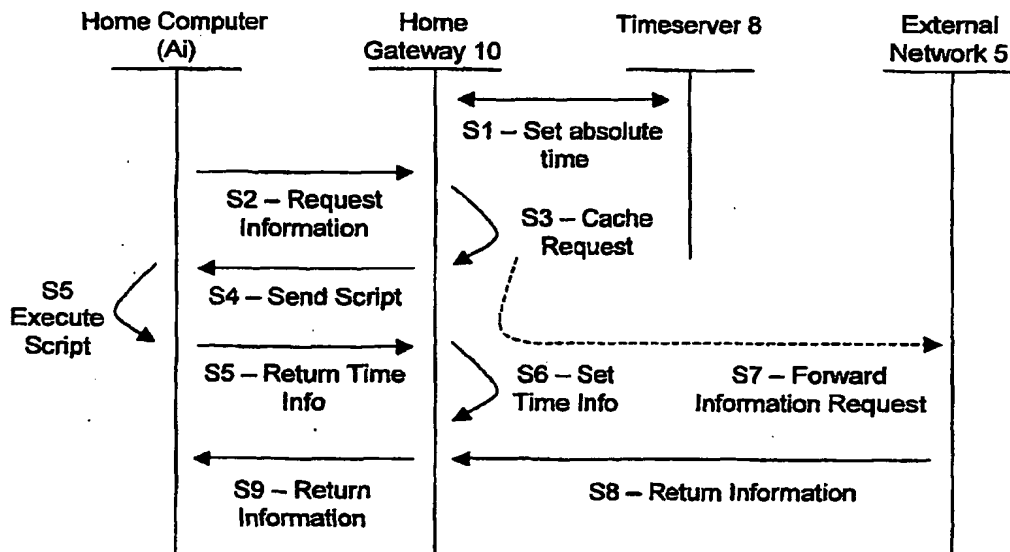 Home Computer
(Ai)
Home
Gateway 10
Timeserver 8
External
Network 5
S1 – Set absolute
time
S2 – Request
Information
S3 – Cache
Request
S4 – Send Script
S5
Execute
Script
S5 – Return Time
Info
S6 – Set
Time Info
S7 – Forward
Information Request
S8 – Return Information
S9 – Return
Information